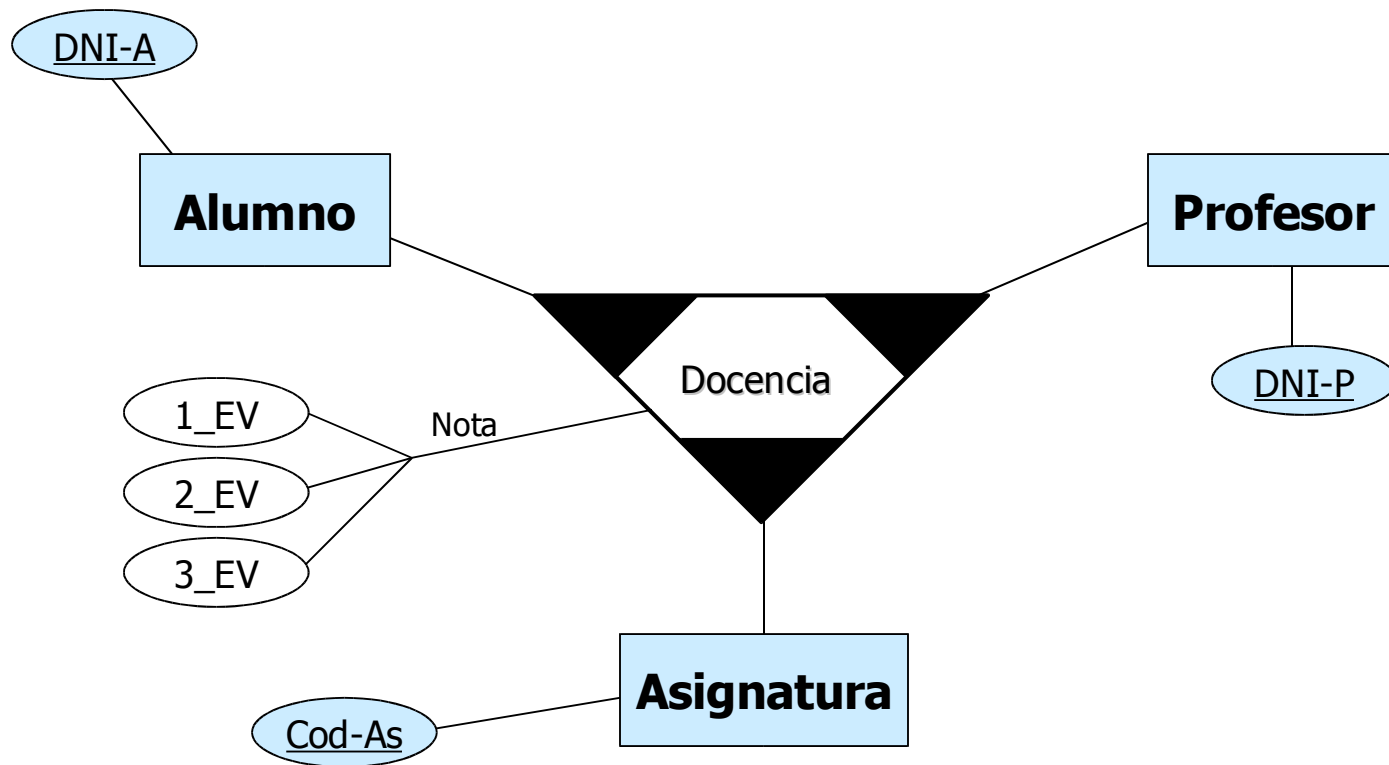 DNI-A
Alumno
Profesor
Docencia
DNI-P
Nota
1_EV
2_EV
3_EV
Asignatura
Cod-As